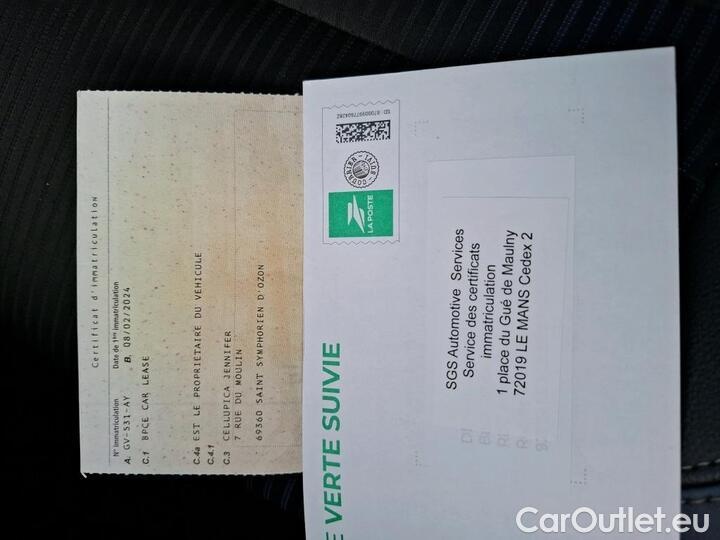 Certificat d'immatriculation
N° immatriculation
Date de 1ère immatriculation
A. GV-531-AY
B. 08/02/2024
C.1 BPCE CAR LEASE
C.4a EST LE PROPRIETAIRE DU VÉHICULE
C.4.1
C.3 CELLUPICA JENNIFER
7 RUE DU MOULIN
69360 SAINT SYMPHORIEN D'OZON
LA POSTE
E VERTE SUIVIE
SGS Automotive Services
Service des certificats
immatriculation
1 place du Gué de Maulny
72019 LE MANS Cedex 2
CarOutlet.eu